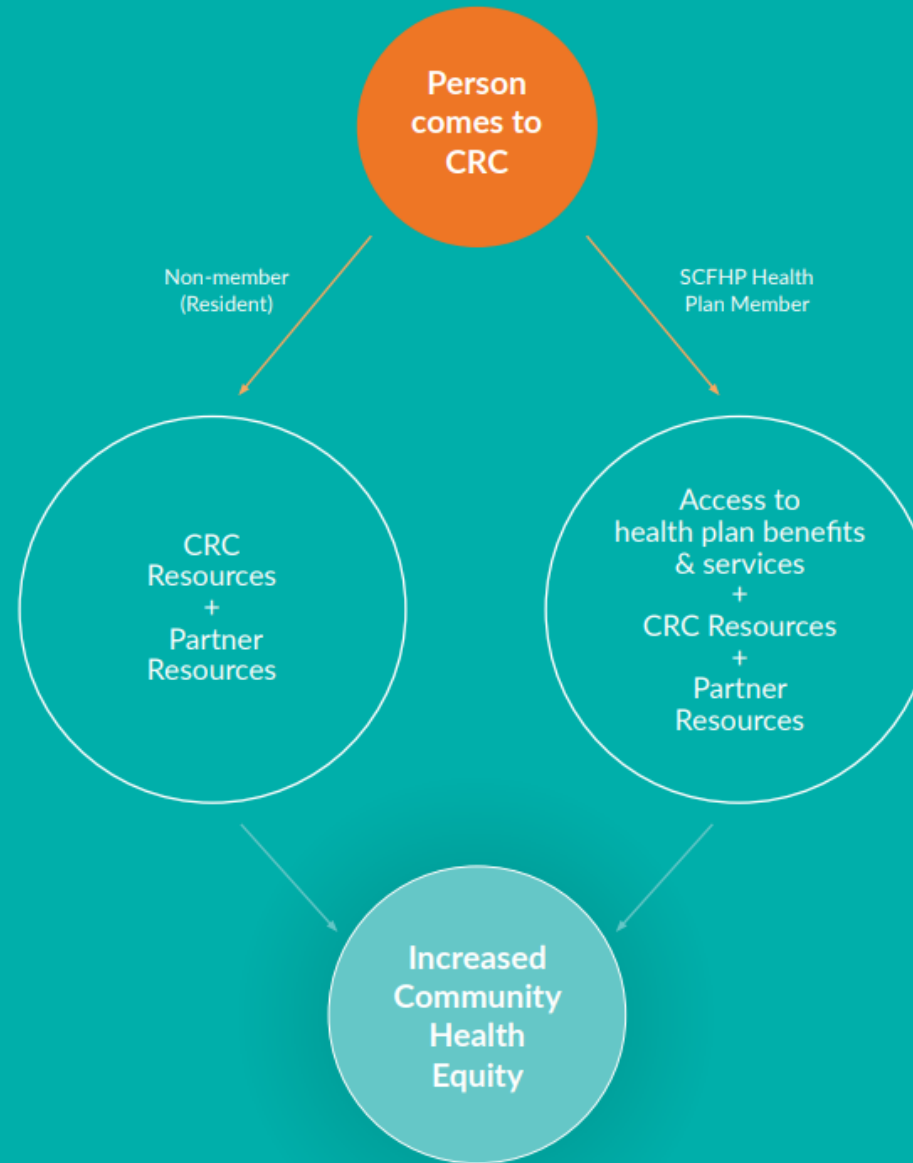 Person
comes to
CRC
Non-member
(Resident)
SCFHP Health
Plan Member
CRC
Resources
+
Partner
Resources
Access to
health plan benefits
& services
+
CRC Resources
+
Partner
Resources
Increased
Community
Health
Equity